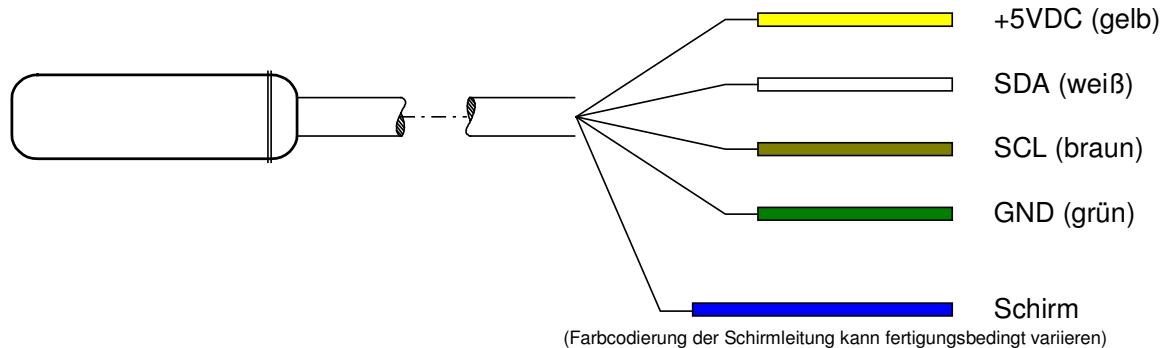 +5VDC (gelb)
SDA (weiß)
SCL (braun)
GND (grün)
Schirm
(Farbcodierung der Schirmleitung kann fertigungsbedingt variieren)